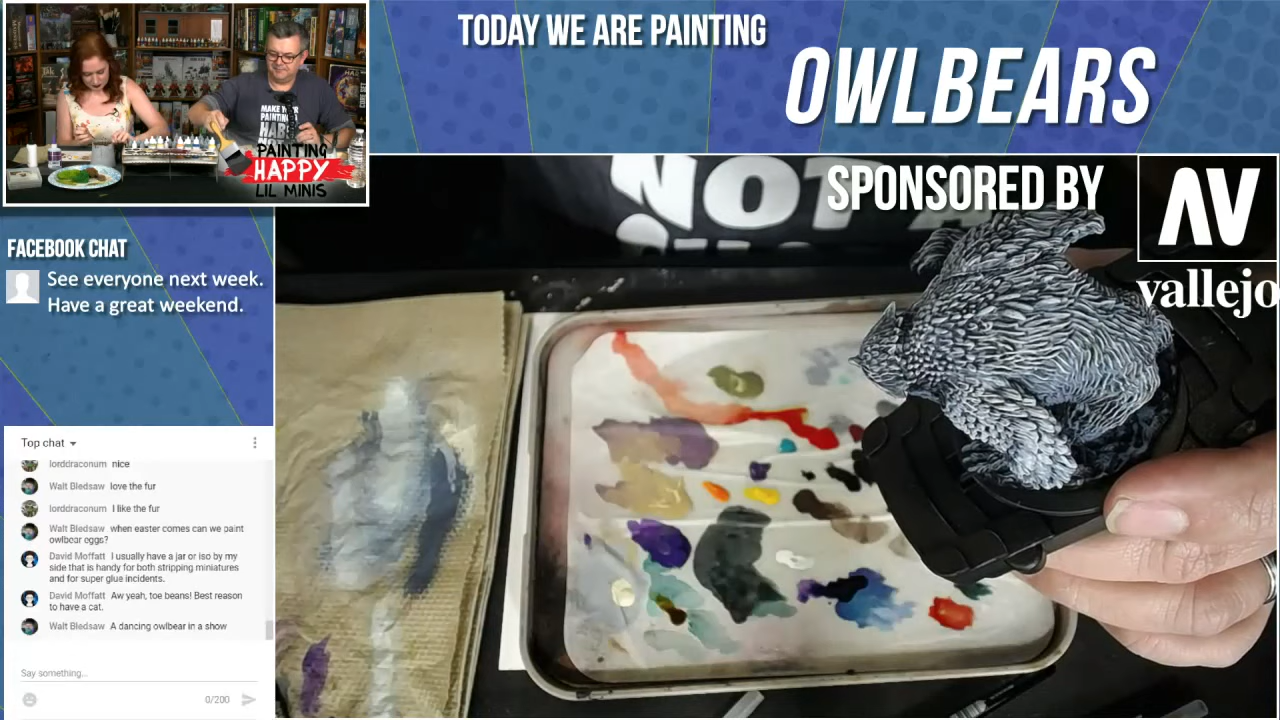 TODAY WE ARE PAINTING
OWLBEARS
MAKE YOUR
PAINTING
HAPPY
LIL MINIS
SPONSORED BY
AV
vallejo
NOT A
FACEBOOK CHAT
See everyone next week.
Have a great weekend.
Top chat
lorddraconum nice
Walt Bledsaw love the fur
lorddraconum I like the fur
Walt Bledsaw when easter comes can we paint
owlbear eggs?
David Moffatt I usually have a jar or iso by my
side that is handy for both stripping miniatures
and for super glue incidents.
David Moffatt Aw yeah, toe beans! Best reason
to have a cat.
Walt Bledsaw A dancing owlbear in a show
Say something...
0/200